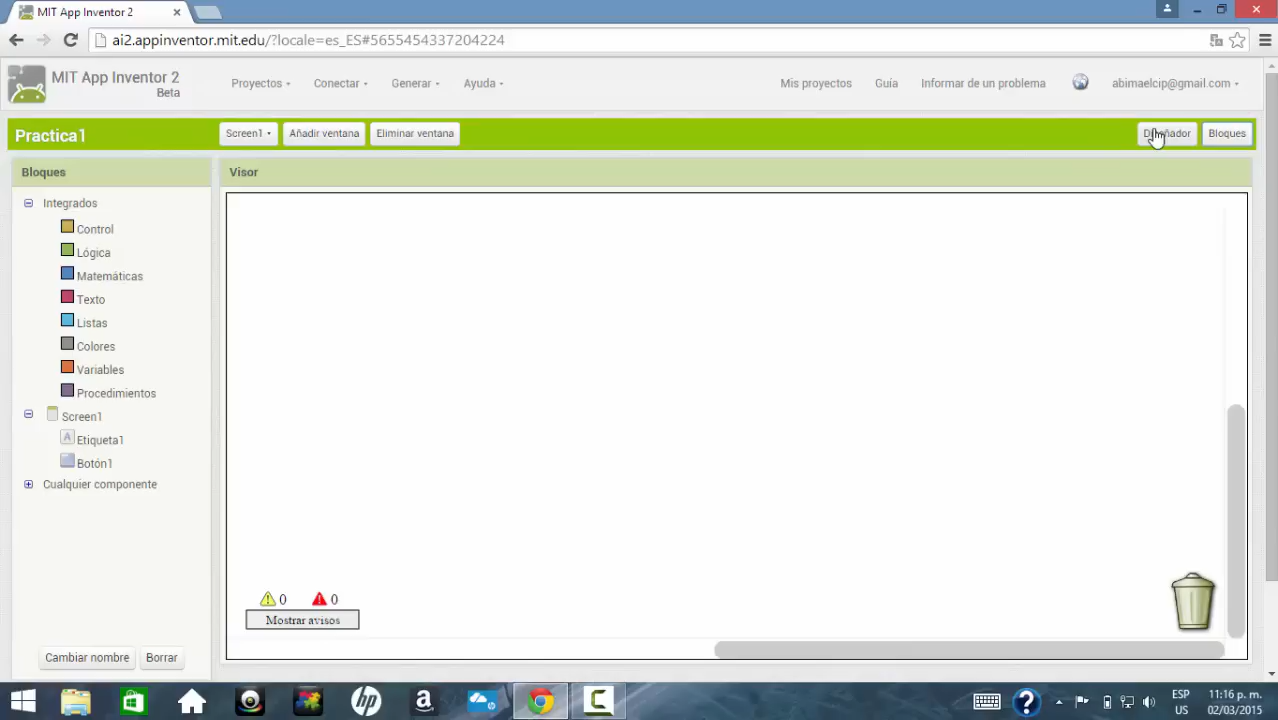 MIT App Inventor 2
ai2.appinventor.mit.edu/?locale=es_ES#5655454337204224
MIT App Inventor 2
Beta
Proyectos
Conectar
Generar
Ayuda
Mis proyectos
Guía
Informar de un problema
abimaelcip@gmail.com
Practica1
Screen1
Añadir ventana
Eliminar ventana
Diseñador
Bloques
Bloques
Visor
Integrados
Control
Lógica
Matemáticas
Texto
Listas
Colores
Variables
Procedimientos
Screen1
A Etiqueta1
Botón1
Cualquier componente
0
0
Mostrar avisos
Cambiar nombre
Borrar
hp
a
C
?
ESP
US
11:16 p. m.
02/03/2015